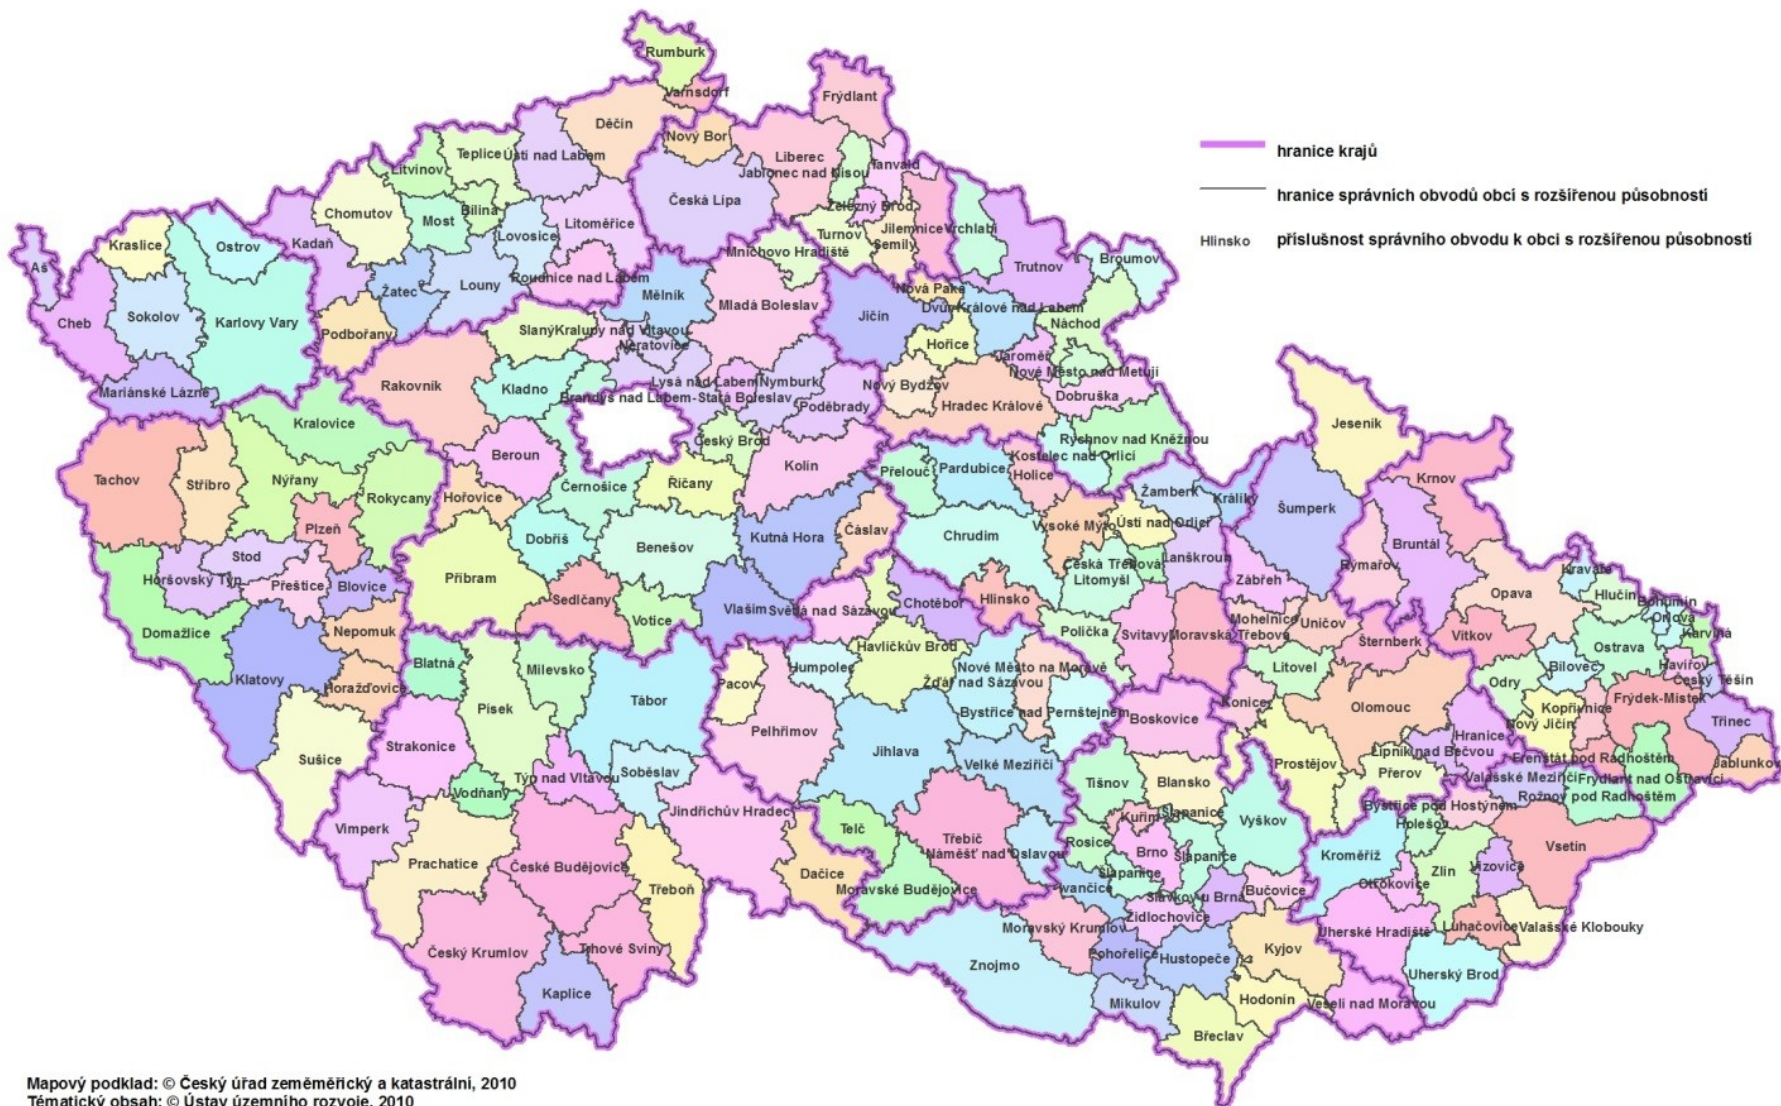 Rumburk
Varnsdorf
Frýdlant
Děčín
Nový Bor
hranice krajů
Teplice
Ústí nad Labem
Liberec
Tanvald
Litvínov
Jablonec nad Nisou
hranice správních obvodů obcí s rozšířenou působností
Česká Lípa
Železný Brod
Chomutov
Most
Bílina
Litoměřice
Lovosice
Turnov
Jilemnice
Vrchlabí
Hlinsko
příslušnost správního obvodu k obci s rozšířenou působností
Kraslice
Ostrov
Kadaň
Semily
Mnichovo Hradiště
Broumov
Aš
Trutnov
Roudnice nad Labem
Žatec
Louny
Nová Paka
Mělník
Mladá Boleslav
Dvůr Králové nad Labem
Jičín
Sokolov
Karlovy Vary
Cheb
Náchod
Podbořany
Slaný
Kralupy nad Vltavou
Neratovice
Hořice
Jaroměř
Nové Město nad Metují
Rakovník
Kladno
Lysá nad Labem
Nymburk
Nový Bydžov
Mariánské Lázně
Brandýs nad Labem-Stará Boleslav
Dobruška
Poděbrady
Hradec Králové
Kralovice
Jeseník
Český Brod
Rychnov nad Kněžnou
Beroun
Kostelec nad Orlicí
Kolín
Pardubice
Přelouč
Holice
Tachov
Stříbro
Nýřany
Krnov
Říčany
Černošice
Hořovice
Rokycany
Žamberk
Králíky
Šumperk
Plzeň
Ústí nad Orlicí
Vysoké Mýto
Čáslav
Kutná Hora
Chrudim
Dobříš
Benešov
Bruntál
Stod
Lanškroun
Česká Třebová
Rýmařov
Horšovský Týn
Přeštice
Blovice
Příbram
Litomyšl
Zábřeh
Kravaře
Opava
Hlučín
Bohumín
Sedlčany
Votice
Vlašim
Světlá nad Sázavou
Chotěboř
Hlinsko
Orlová
Mohelnice
Uničov
Domažlice
Nepomuk
Polička
Svitavy
Moravská Třebová
Šternberk
Vítkov
Karviná
Ostrava
Havlíčkův Brod
Blatná
Milevsko
Humpolec
Nové Město na Moravě
Litovel
Bílovec
Havířov
Klatovy
Horažďovice
Pacov
Žďár nad Sázavou
Odry
Český Těšín
Tábor
Písek
Konice
Olomouc
Kopřivnice
Frýdek-Místek
Bystřice nad Pernštejnem
Boskovice
Nový Jičín
Třinec
Strakonice
Pelhřimov
Hranice
Jihlava
Lipník nad Bečvou
Sušice
Frenštát pod Radhoštěm
Týn nad Vltavou
Soběslav
Velké Meziříčí
Prostějov
Jablunkov
Přerov
Valašské Meziříčí
Frýdlant nad Ostravicí
Vodňany
Tišnov
Blansko
Rožnov pod Radhoštěm
Bystřice pod Hostýnem
Jindřichův Hradec
Šlapanice
Kuřim
Vyškov
Holešov
Vimperk
Telč
Třebíč
Rosice
Brno
Šlapanice
Kroměříž
Vsetín
Náměšť nad Oslavou
Prachatice
České Budějovice
Dačice
Šlapanice
Zlín
Vizovice
Třeboň
Moravské Budějovice
Ivančice
Bučovice
Otrokovice
Slavkov u Brna
Židlochovice
Moravský Krumlov
Luhačovice
Valašské Klobouky
Uherské Hradiště
Český Krumlov
Trhové Sviny
Pohořelice
Hustopeče
Kyjov
Znojmo
Uherský Brod
Kaplice
Mikulov
Hodonín
Veselí nad Moravou
Břeclav
Mapový podklad: © Český úřad zeměměřický a katastrální, 2010
Tématický obsah: © Ústav územního rozvoje, 2010